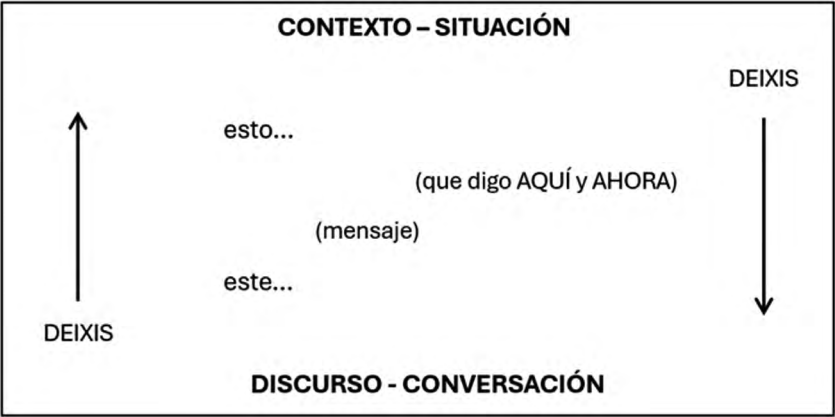 CONTEXTO – SITUACIÓN
DEIXIS
esto...
(que digo AQUÍ y AHORA)
(mensaje)
este...
DEIXIS
DISCURSO - CONVERSACIÓN